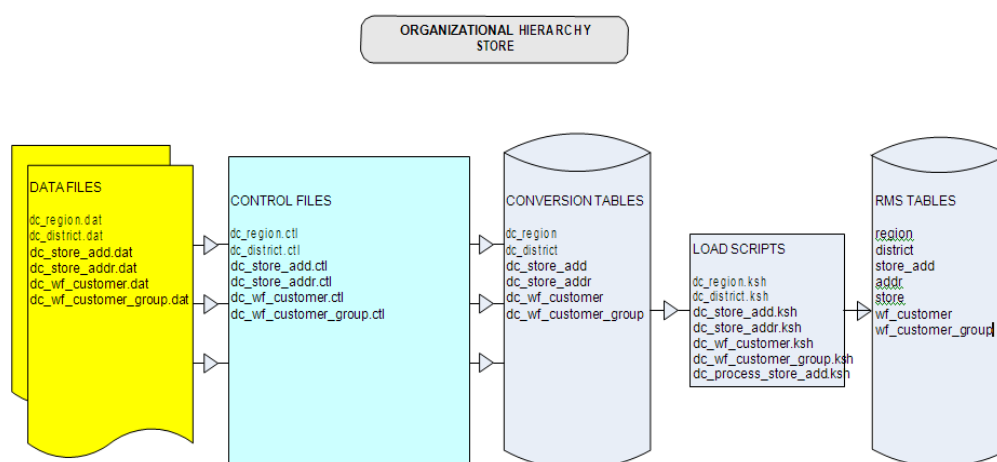 ORGANIZATIONAL HIERARCHY
STORE
DATA FILES
dc_region.dat
dc_district.dat
dc_store_add.dat
dc_store_addr.dat
dc_wf_customer.dat
dc_wf_customer_group.dat
CONTROL FILES
dc_region.ctl
dc_district.ctl
dc_store_add.ctl
dc_store_addr.ctl
dc_wf_customer.ctl
dc_wf_customer_group.ctl
CONVERSION TABLES
dc_region
dc_district
dc_store_add
dc_store_addr
dc_wf_customer
dc_wf_customer_group
LOAD SCRIPTS
dc_region.ksh
dc_district.ksh
dc_store_add.ksh
dc_store_addr.ksh
dc_wf_customer.ksh
dc_wf_customer_group.ksh
dc_process_store_add.ksh
RMS TABLES
region
district
store_add
addr
store
wf_customer
wf_customer_group